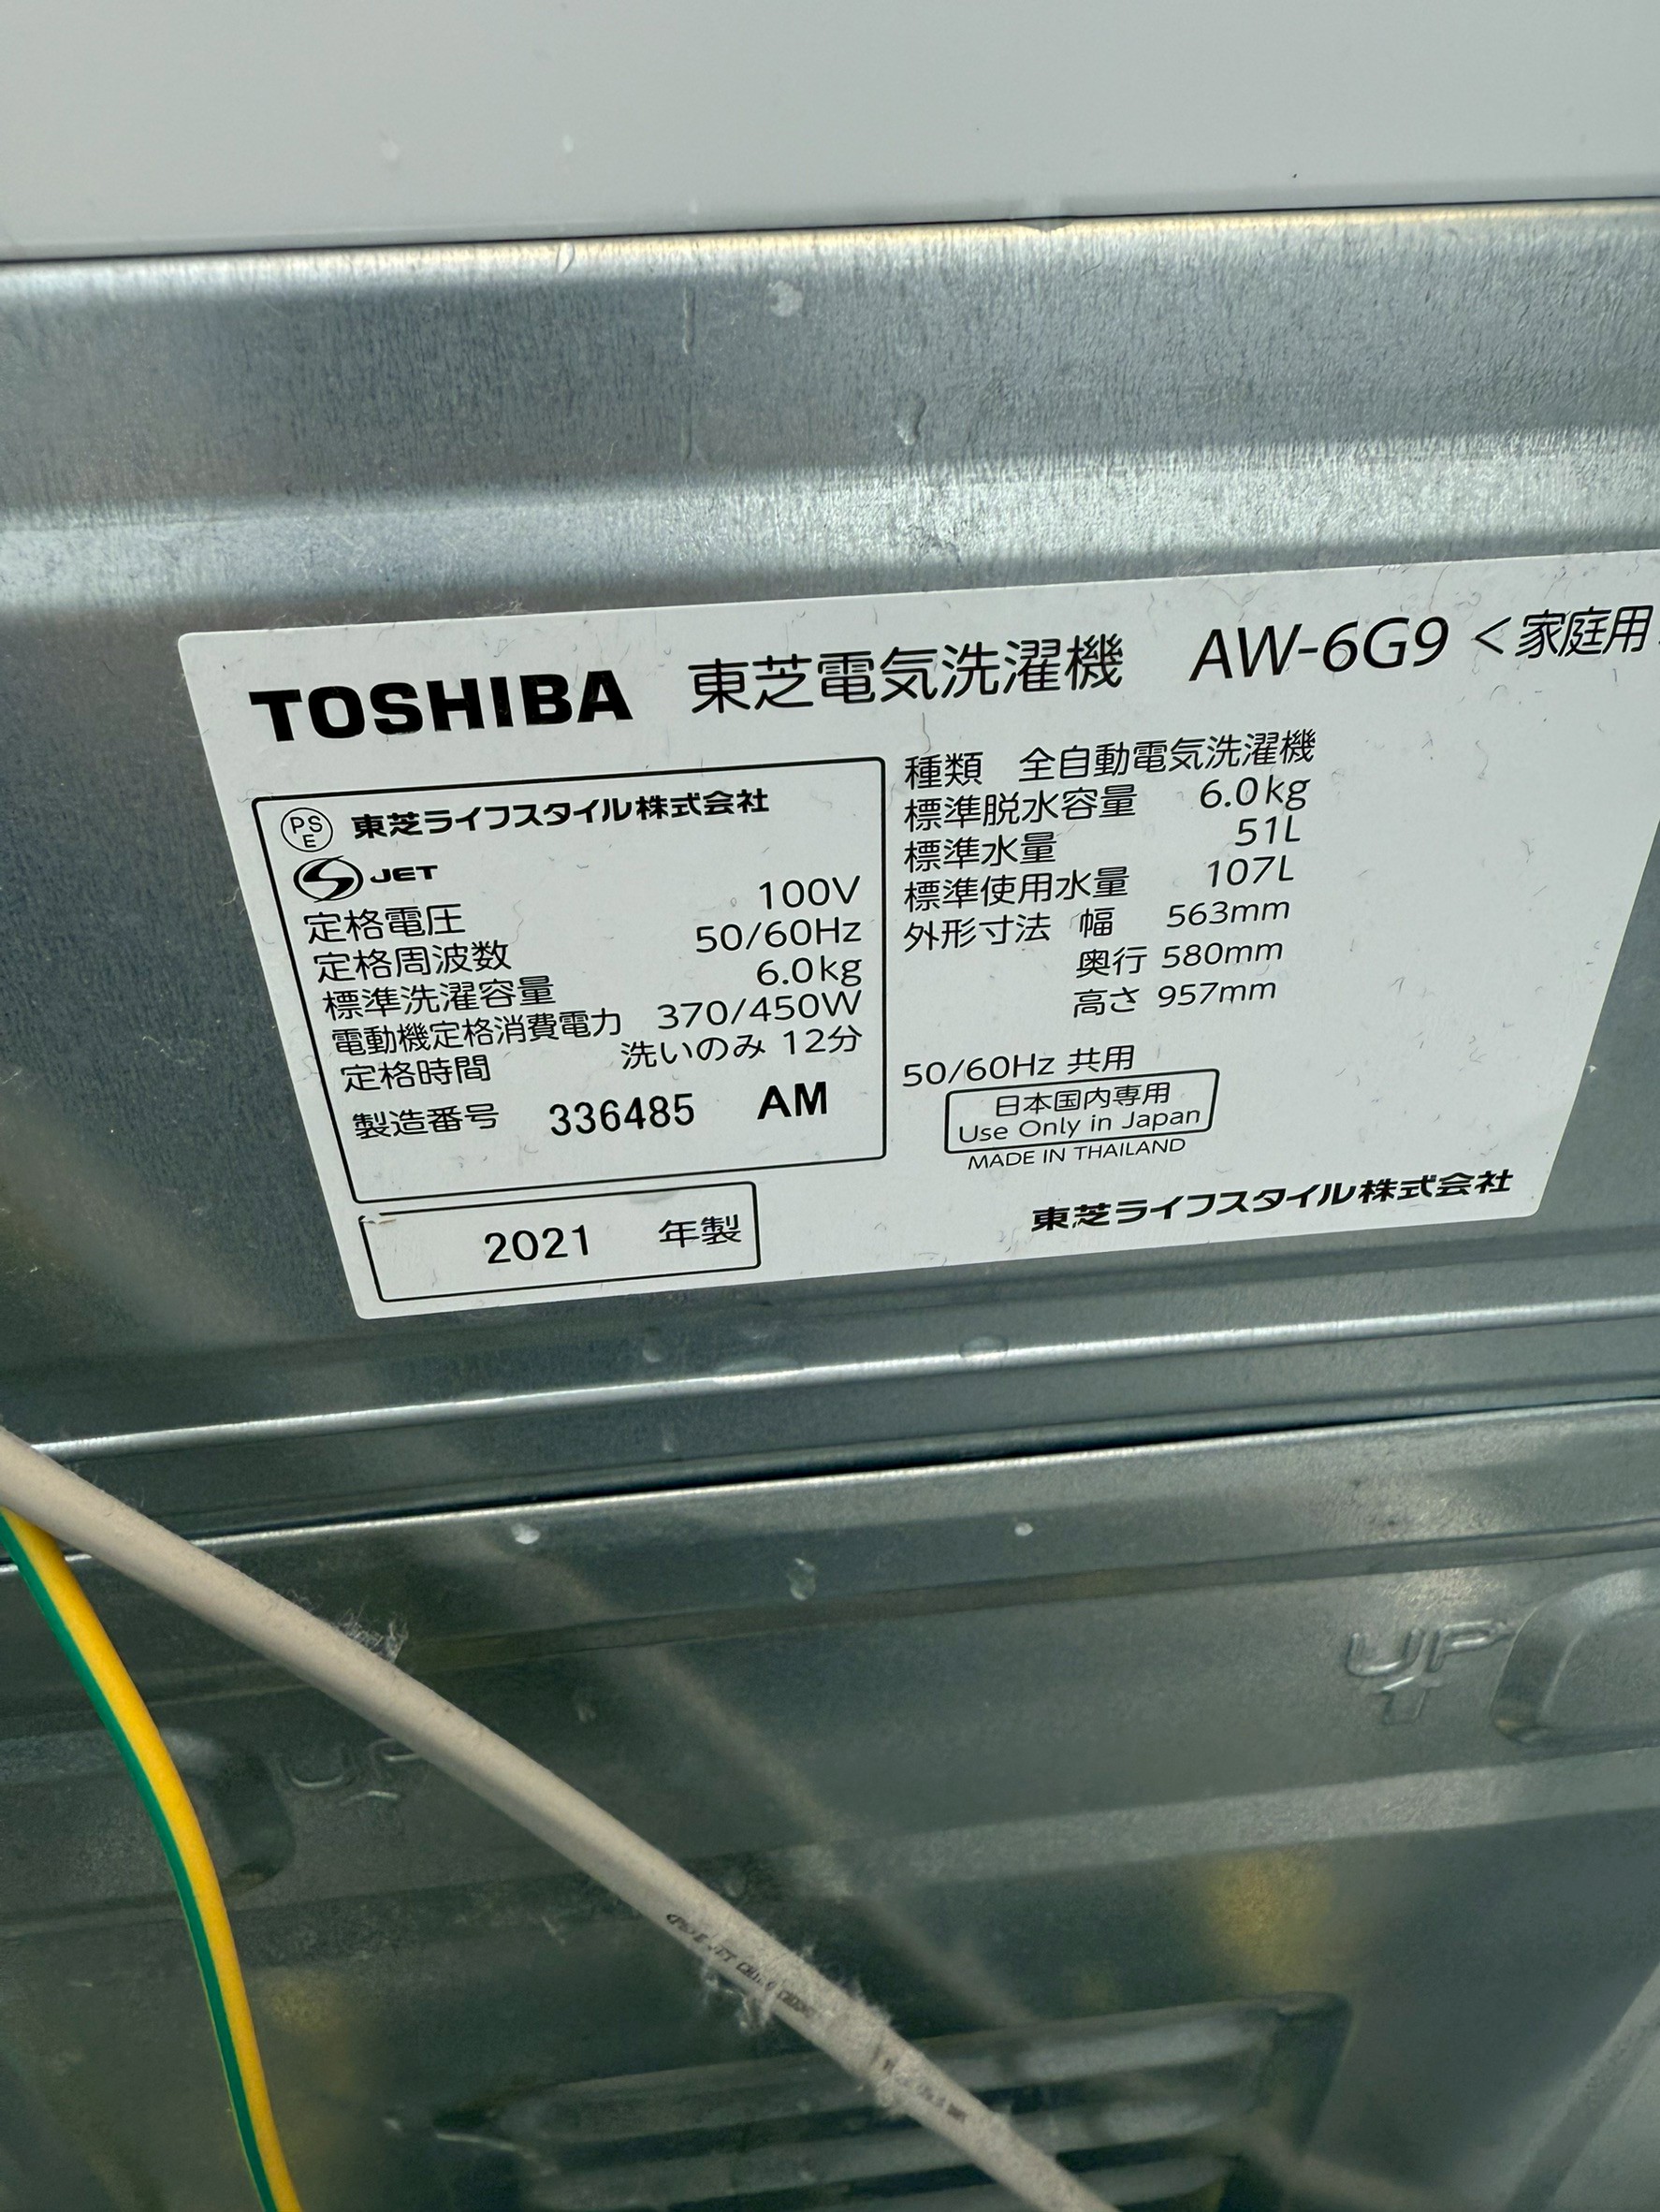 TOSHIBA 東芝電気洗濯機 AW-6G9 <家庭用
PSE 東芝ライフスタイル株式会社
S JET
定格電圧 100V
定格周波数 50/60Hz
標準洗濯容量 6.0kg
電動機定格消費電力 370/450W
定格時間 洗いのみ 12分
製造番号 336485 AM
2021 年製
種類 全自動電気洗濯機
標準脱水容量 6.0kg
標準水量 51L
標準使用水量 107L
外形寸法 幅 563mm
奥行 580mm
高さ 957mm
50/60Hz 共用
日本国内専用
Use Only in Japan
MADE IN THAILAND
東芝ライフスタイル株式会社
UP
UP